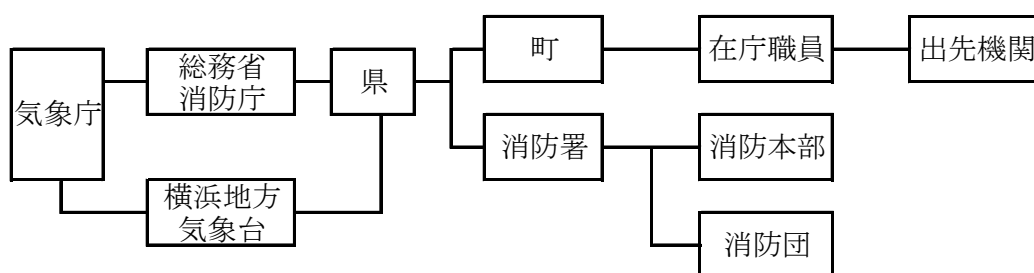 気象庁
総務省
消防庁
県
町
在庁職員
出先機関
消防署
消防本部
横浜地方
気象台
消防団